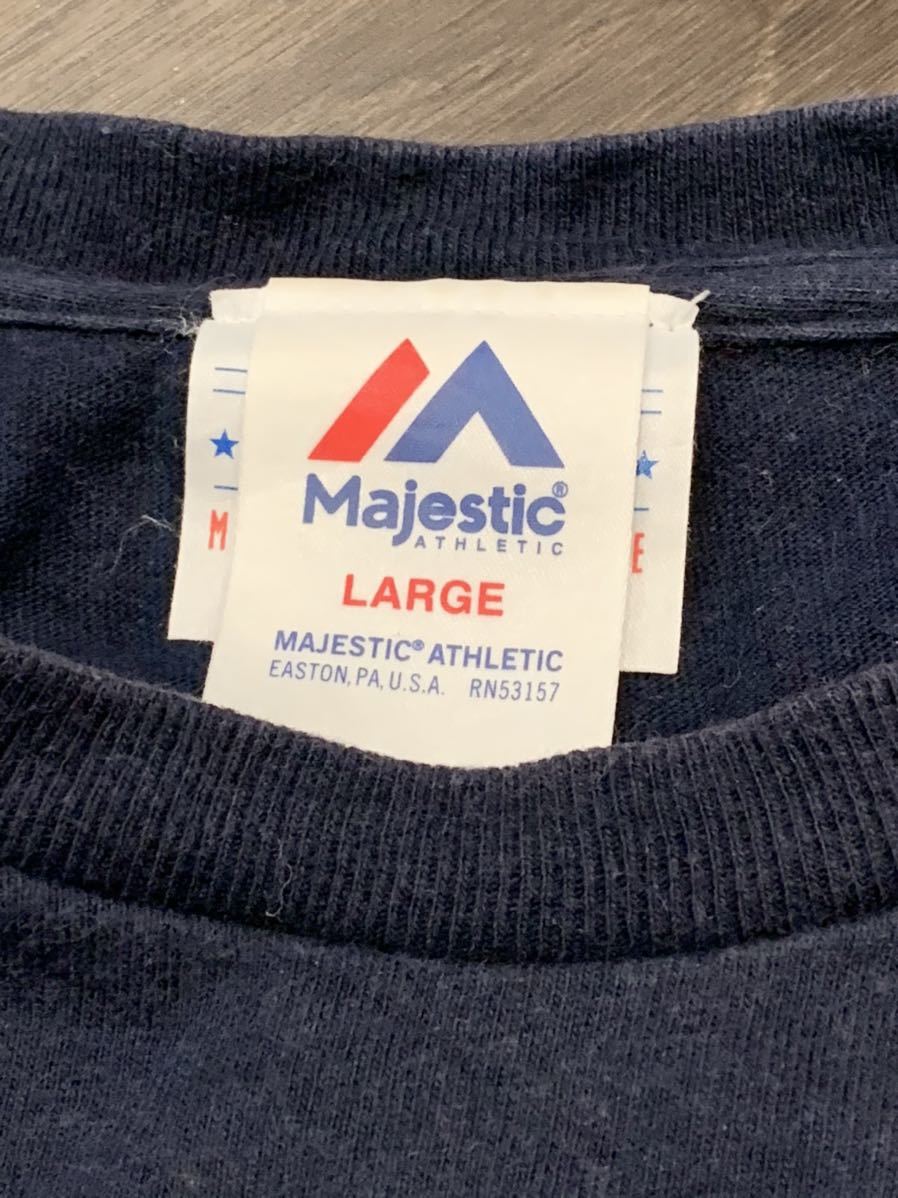 Majestic®
ATHLETIC
LARGE
MAJESTIC® ATHLETIC
EASTON, PA, U.S.A. RN53157
M
E